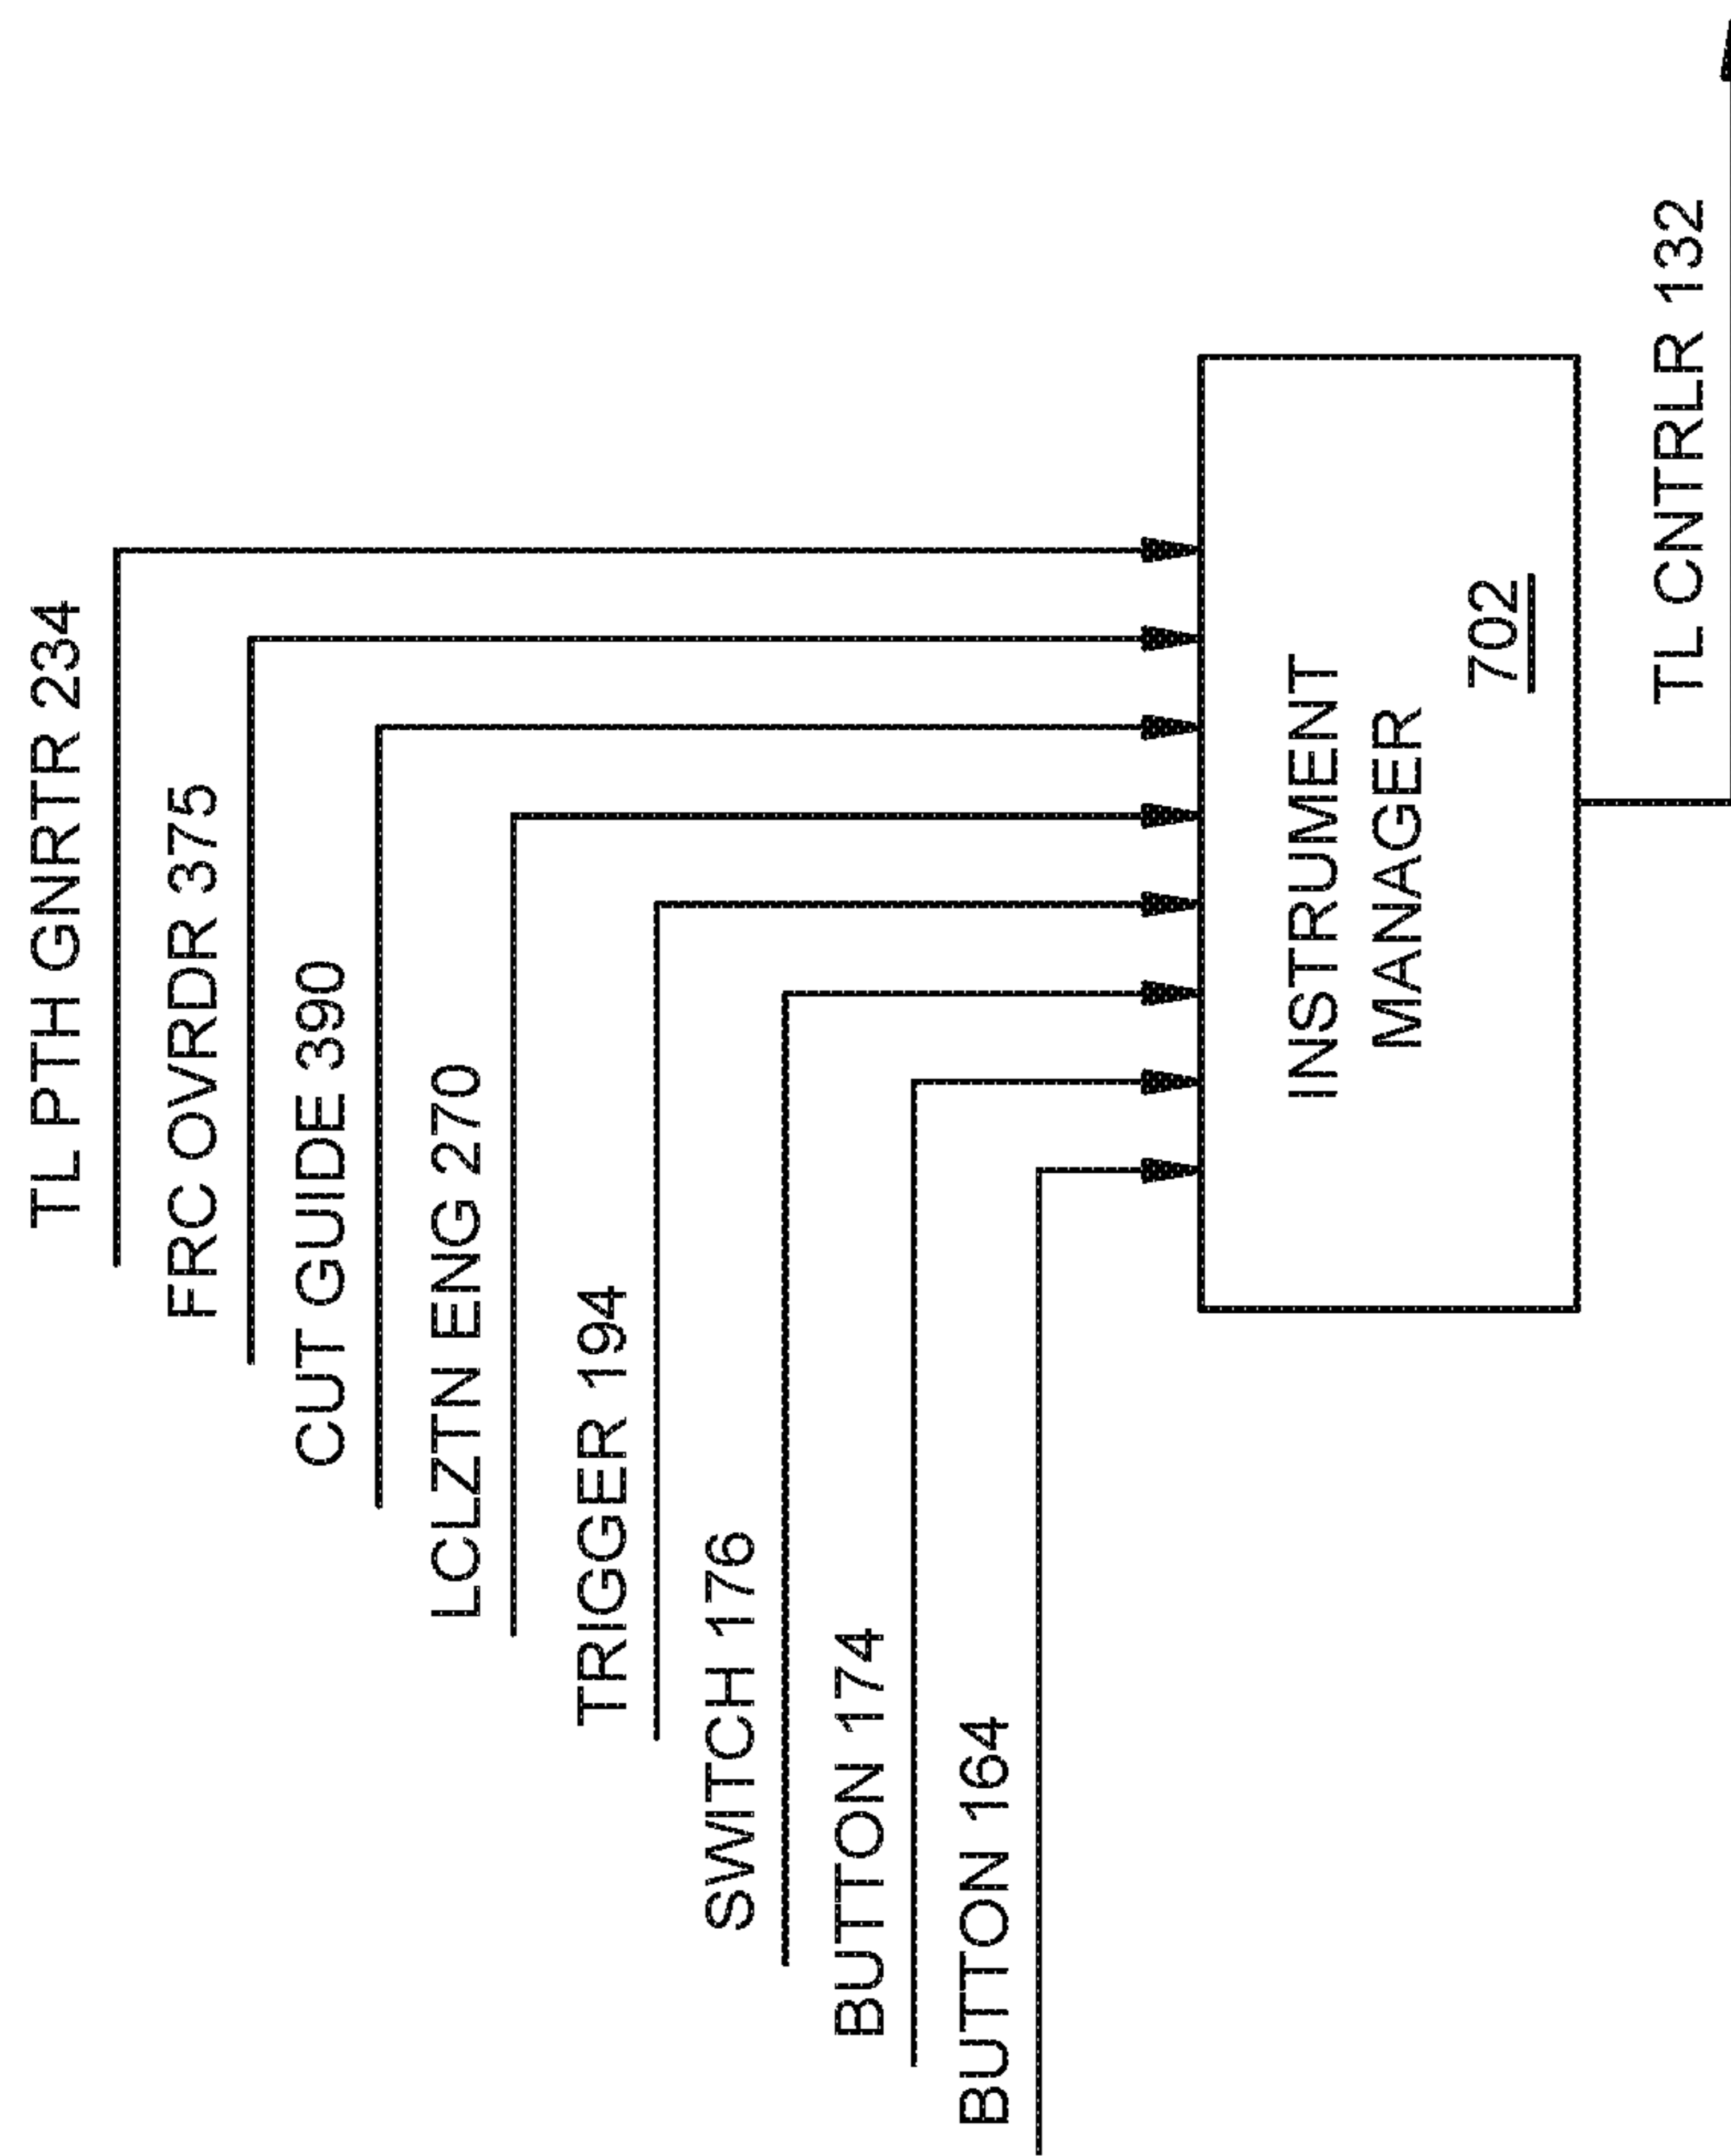 TL PTH GNRTR 234
FRC OVRDR 375
CUT GUIDE 390
LCLZTN ENG 270
TRIGGER 194
SWITCH 176
BUTTON 174
BUTTON 164
INSTRUMENT
MANAGER
702
TL CNTRLR 132